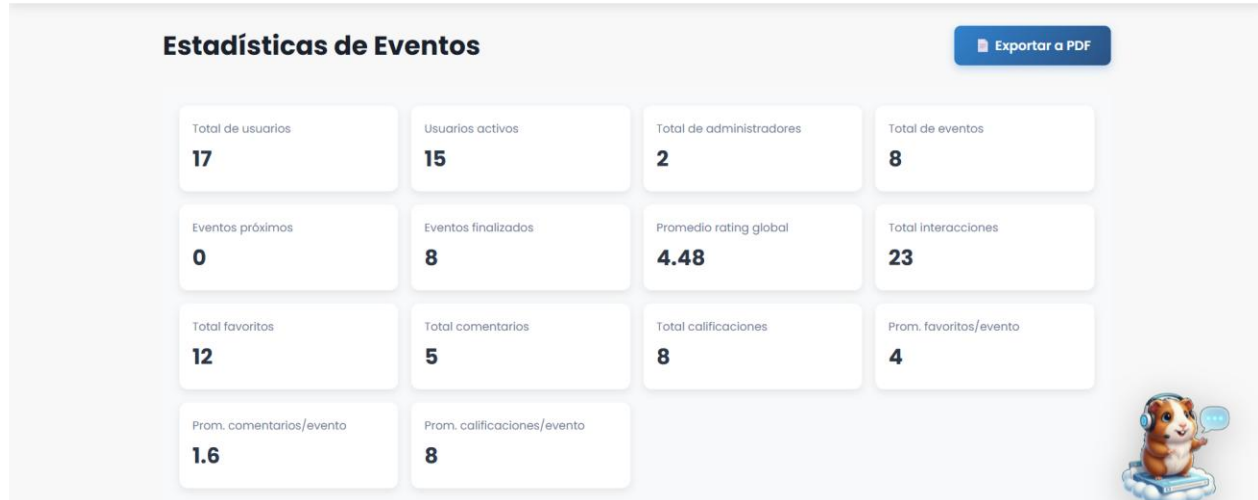 Estadísticas de Eventos
Exportar a PDF
Total de usuarios
17
Usuarios activos
15
Total de administradores
2
Total de eventos
8
Eventos próximos
0
Eventos finalizados
8
Promedio rating global
4.48
Total interacciones
23
Total favoritos
12
Total comentarios
5
Total calificaciones
8
Prom. favoritos/evento
4
Prom. comentarios/evento
1.6
Prom. calificaciones/evento
8